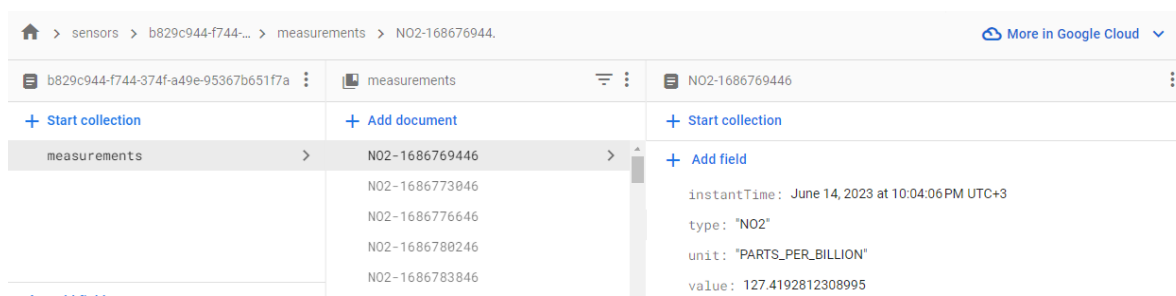 sensors > b829c944-f744-... > measurements > NO2-168676944.
More in Google Cloud
b829c944-f744-374f-a49e-95367b651f7a
measurements
NO2-1686769446
+ Start collection
+ Add document
+ Start collection
measurements
NO2-1686769446
NO2-1686773046
NO2-1686776646
NO2-1686780246
NO2-1686783846
+ Add field
instantTime: June 14, 2023 at 10:04:06 PM UTC+3
type: "NO2"
unit: "PARTS_PER_BILLION"
value: 127.4192812308995